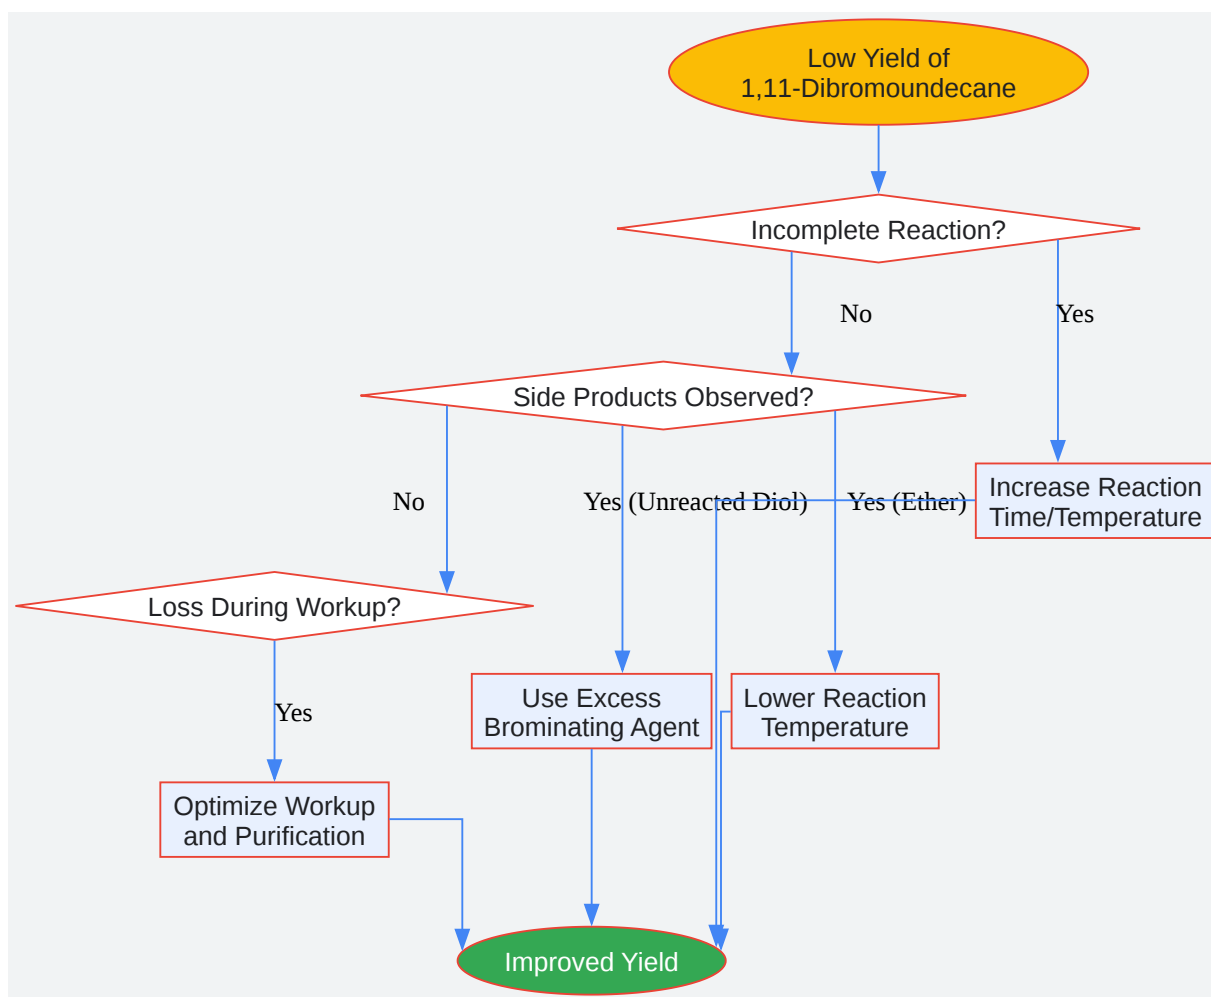 Low Yield of
1,11-Dibromoundecane
Incomplete Reaction?
No
Yes
Side Products Observed?
No
Yes (Unreacted Diol)
Yes (Ether)
Increase Reaction
Time/Temperature
Loss During Workup?
Use Excess
Brominating Agent
Lower Reaction
Temperature
Yes
Optimize Workup
and Purification
Improved Yield